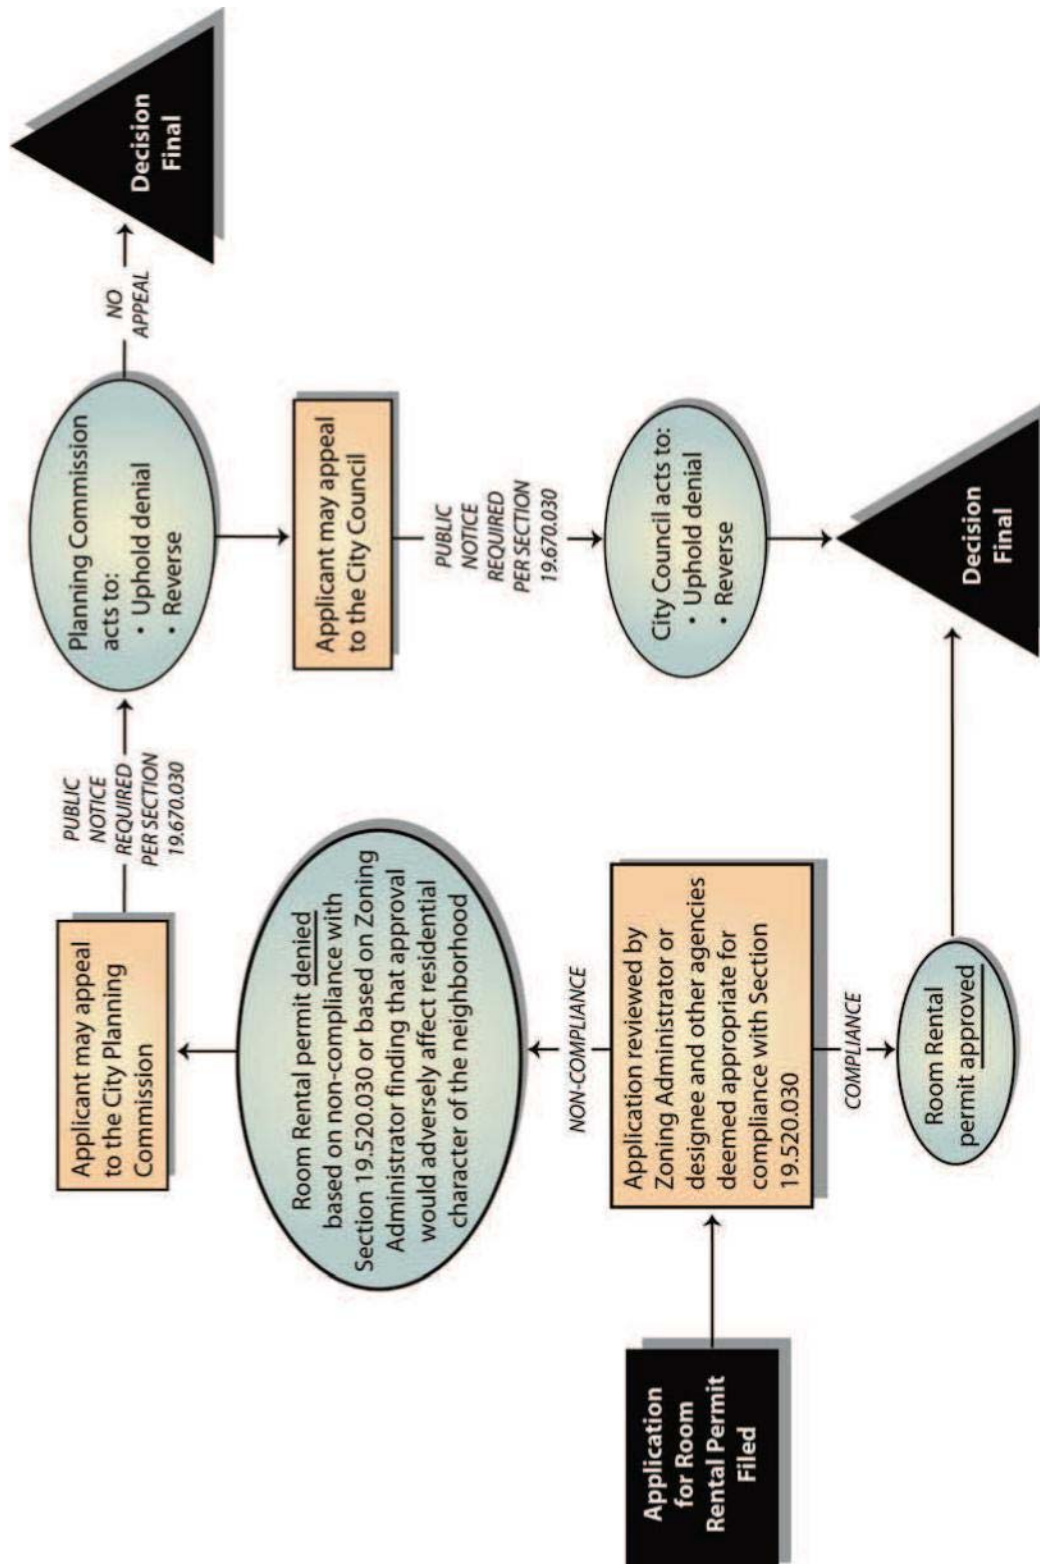 Application
for Room
Rental Permit
Filed
Application reviewed by
Zoning Administrator or
designee and other agencies
deemed appropriate for
compliance with Section
19.520.030
NON-COMPLIANCE
Room Rental permit denied
based on non-compliance with
Section 19.520.030 or based on Zoning
Administrator finding that approval
would adversely affect residential
character of the neighborhood
Applicant may appeal
to the City Planning
Commission
PUBLIC
NOTICE
REQUIRED
PER SECTION
19.670.030
Planning Commission
acts to:
• Uphold denial
• Reverse
NO
APPEAL
Decision
Final
Applicant may appeal
to the City Council
PUBLIC
NOTICE
REQUIRED
PER SECTION
19.670.030
City Council acts to:
• Uphold denial
• Reverse
COMPLIANCE
Room Rental
permit approved
Decision
Final